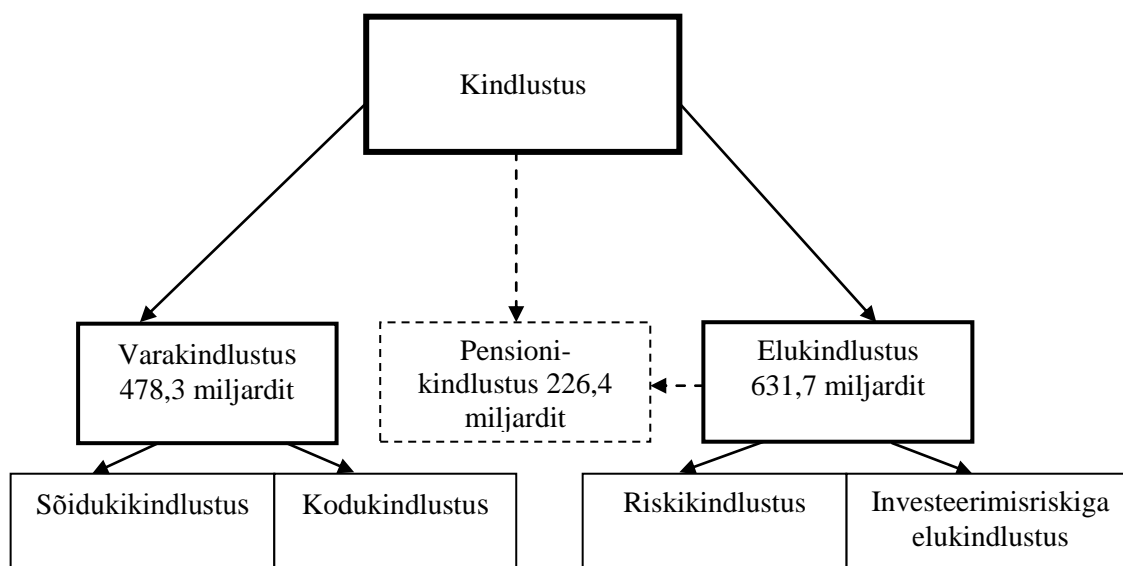 Kindlustus
Varakindlustus
478,3 miljardit
Pensioni-
kindlustus 226,4
miljardit
Elukindlustus
631,7 miljardit
Sõidukikindlustus
Kodukindlustus
Riskikindlustus
Investeerimisriskiga
elukindlustus